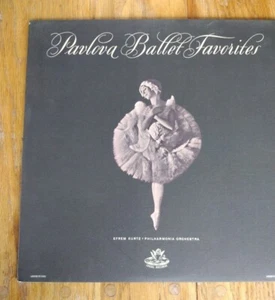 Pavlova Ballet Favorites
EFREM KURTZ / PHILHARMONIA ORCHESTRA